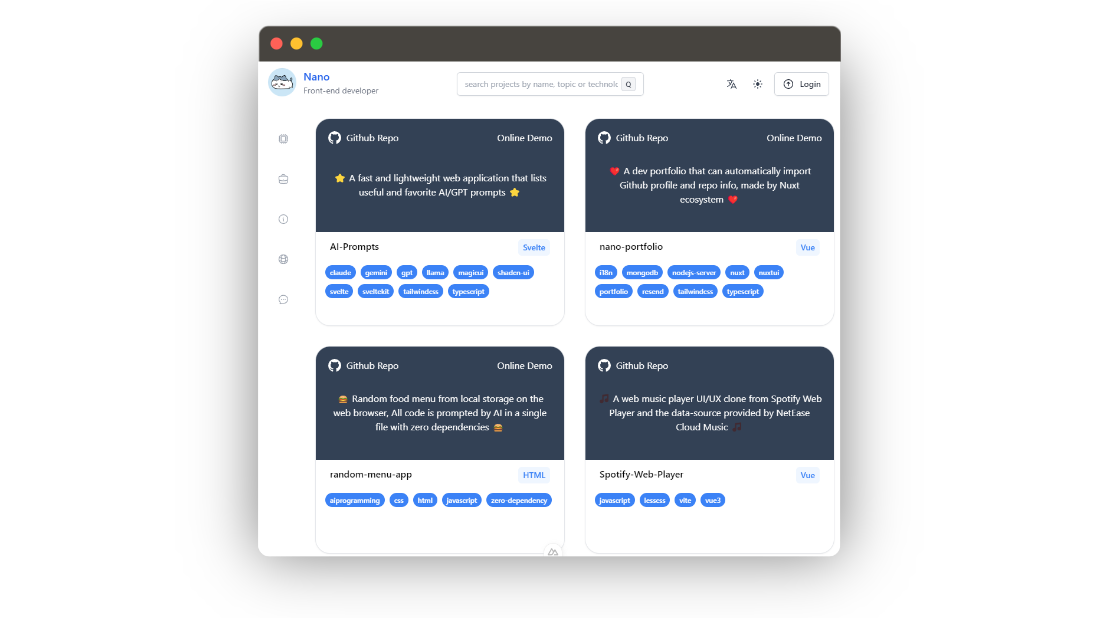 Nano
Front-end developer
search projects by name, topic or technolo
Q
Login
Github Repo
Online Demo
⭐ A fast and lightweight web application that lists
useful and favorite AI/GPT prompts ⭐
AI-Prompts
Svelte
claude gemini gpt llama magicui shadcn-ui
svelte sveltekit tailwindcss typescript
Github Repo
Online Demo
❤️ A dev portfolio that can automatically import
Github profile and repo info, made by Nuxt
ecosystem ❤️
nano-portfolio
Vue
i18n mongodb nodejs-server nuxt nuxtui
portfolio resend tailwindcss typescript
Github Repo
Online Demo
🍔 Random food menu from local storage on the
web browser, All code is prompted by AI in a single
file with zero dependencies 🍔
random-menu-app
HTML
aiprogramming css html javascript zero-dependency
Github Repo
🎵 A web music player UI/UX clone from Spotify Web
Player and the data-source provided by NetEase
Cloud Music 🎵
Spotify-Web-Player
Vue
javascript lesscss vite vue3